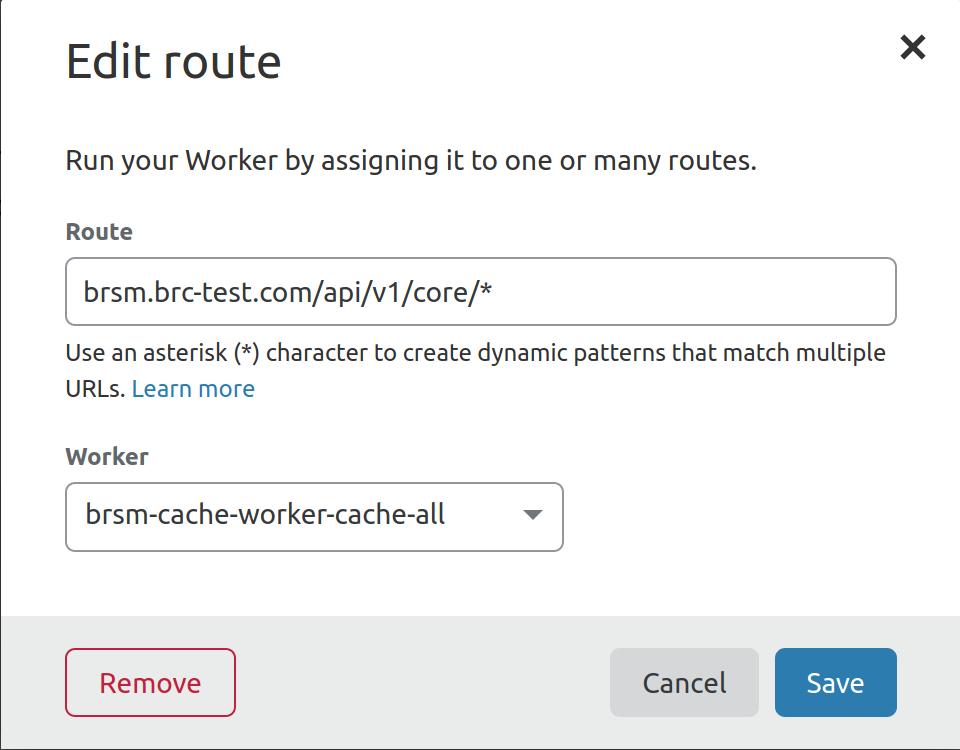 Edit route
Run your Worker by assigning it to one or many routes.
Route
brsm.brc-test.com/api/v1/core/*
Use an asterisk (*) character to create dynamic patterns that match multiple
URLs. Learn more
Worker
brsm-cache-worker-cache-all
Remove
Cancel
Save